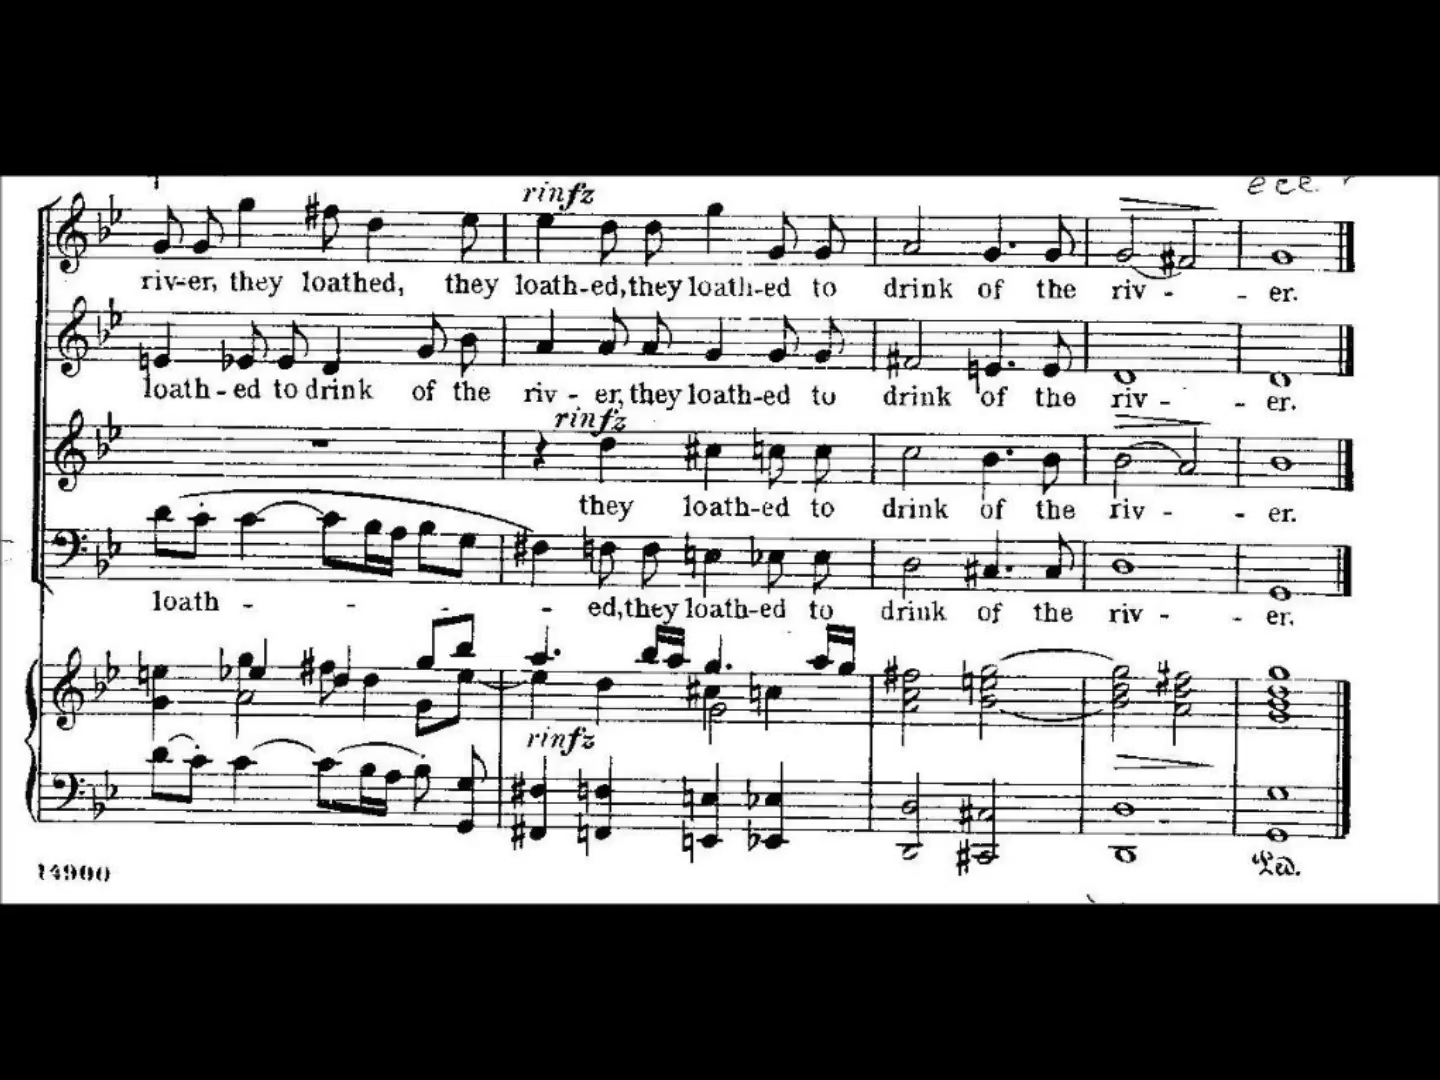 ece
rinfz
riv-er, they loathed, they loath-ed, they loath-ed to drink of the riv - - er.
loath-ed to drink of the riv - er, they loath-ed to drink of the riv - - er.
rinfz
they loath-ed to drink of the riv - - er.
loath - - - - ed, they loath-ed to drink of the riv - - er.
rinfz
Ped.
14900